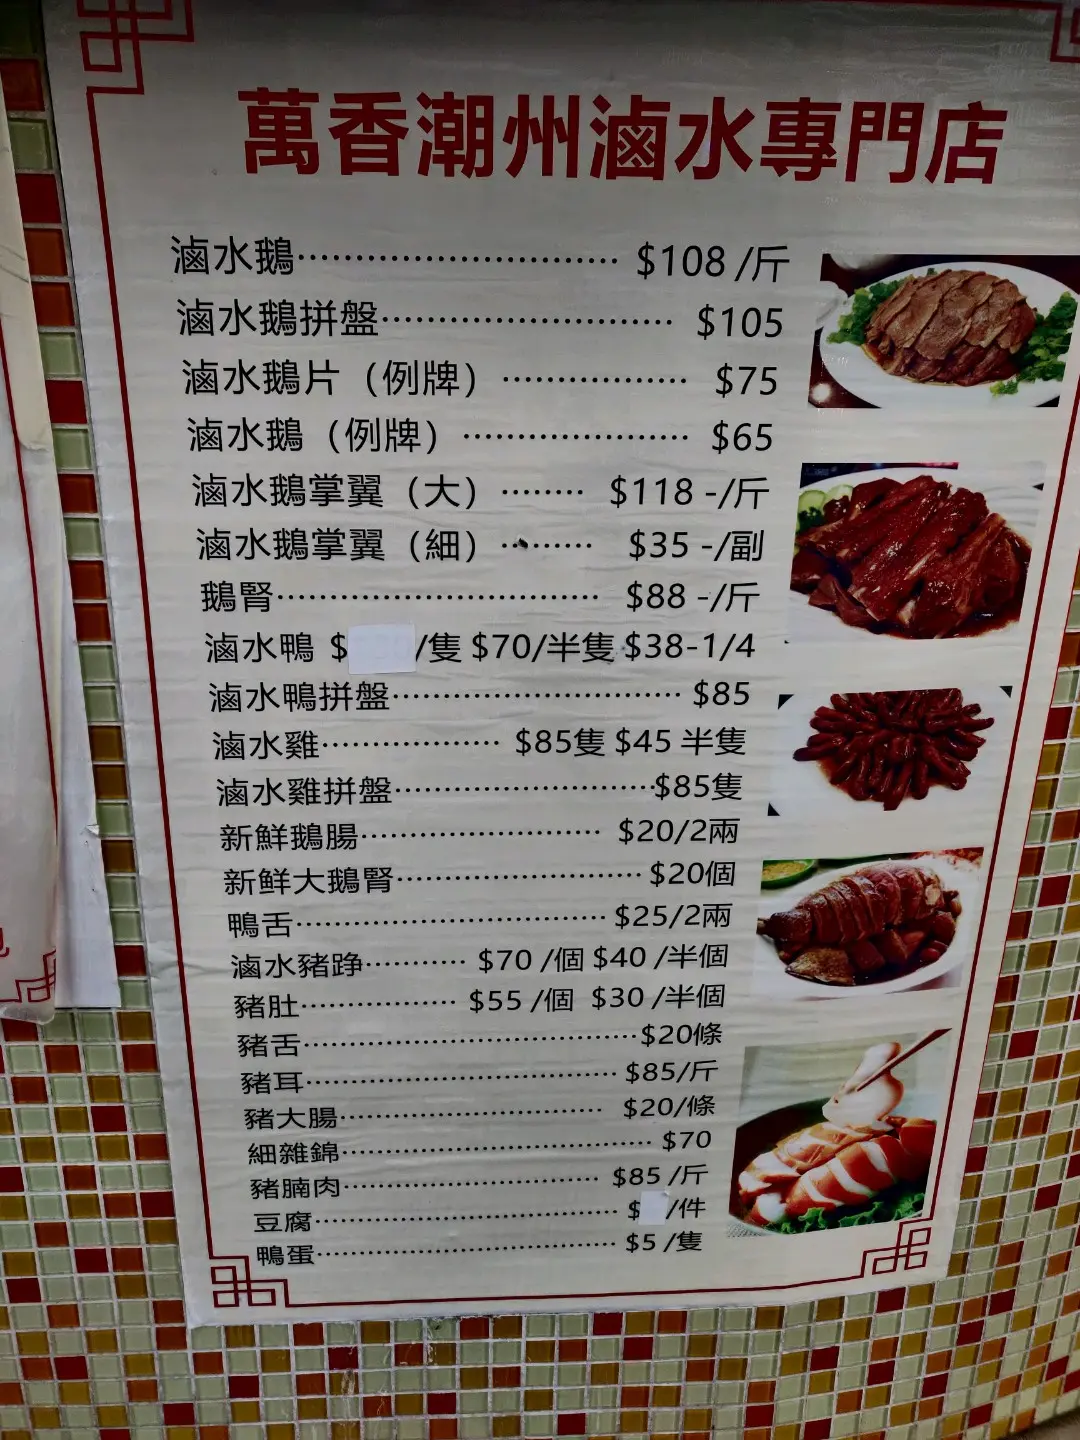 萬香潮州滷水專門店
滷水鵝………………………… $108 /斤
滷水鵝拼盤……………………… $105
滷水鵝片（例牌）……………… $75
滷水鵝（例牌）………………… $65
滷水鵝掌翼（大）……… $118 -/斤
滷水鵝掌翼（細）……… $35 -/副
鵝腎………………………… $88 -/斤
滷水鴨 $ /隻 $70/半隻 $38-1/4
滷水鴨拼盤……………………… $85
滷水雞……………… $85隻 $45 半隻
滷水雞拼盤………………………$85隻
新鮮鵝腸…………………… $20/2兩
新鮮大鵝腎……………………… $20個
鴨舌………………………… $25/2兩
滷水豬踭……… $70 /個 $40 /半個
豬肚……………… $55 /個 $30 /半個
豬舌……………………………$20條
豬耳………………………… $85/斤
豬大腸……………………… $20/條
細雜錦………………………… $70
豬腩肉……………………… $85 /斤
豆腐………………………… $ /件
鴨蛋………………………… $5 /隻